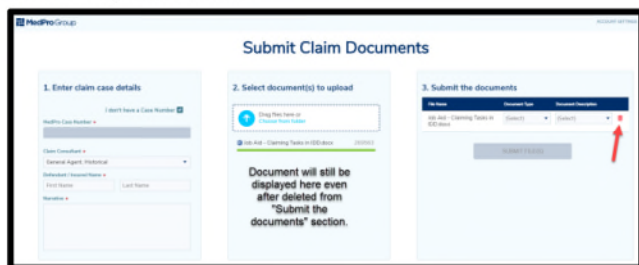 MedPro Group
ACCOUNT SETTINGS
Submit Claim Documents
1. Enter claim case details
I don't have a Case Number
MedPro Case Number *
Claim Consultant *
General Agent: Historical
Defendant / Insured Name *
First Name
Last Name
Narrative *
2. Select document(s) to upload
Drag files here or
Choose from folder
Job Aid - Claiming Tasks in IDD.docx
Document will still be
displayed here even
after deleted from
"Submit the
documents" section.
3. Submit the documents
File Name
Document Type
Document Description
Job Aid - Claiming Tasks in
IDD.docx
(Select)
(Select)